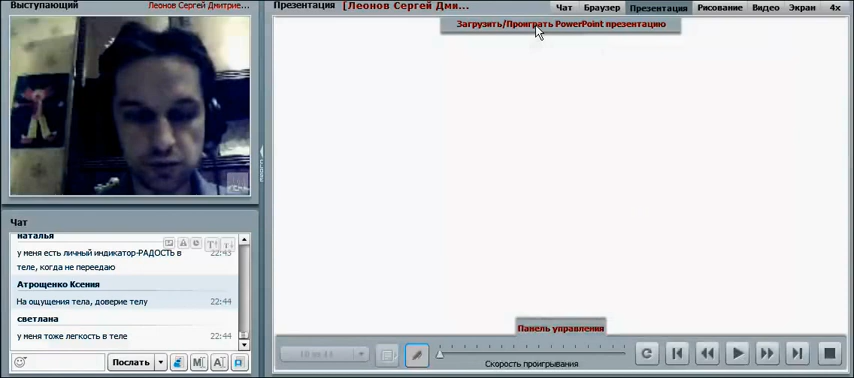 Выступающий
Леонов Сергей Дмитрие...
Презентация
[Леонов Сергей Дми...
Чат
Браузер
Презентация
Рисование
Видео
Экран
4x
Загрузить/Проиграть PowerPoint презентацию
Чат
наталья
у меня есть личный индикатор-РАДОСТЬ в 22:43
теле, когда не переедаю
Атрощенко Ксения
На ощущения тела, доверие телу 22:44
светлана
у меня тоже легкость в теле 22:44
Послать
Панель управления
Скорость проигрывания